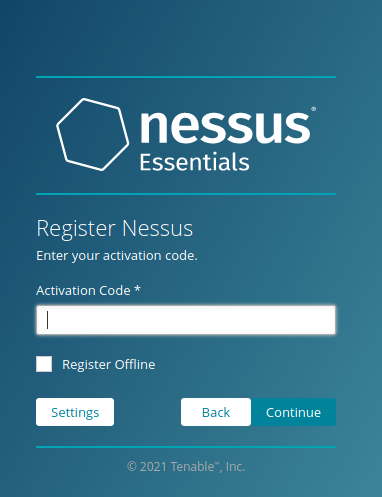 nessus®
Essentials
Register Nessus
Enter your activation code.
Activation Code *
Register Offline
Settings
Back
Continue
© 2021 Tenable™, Inc.